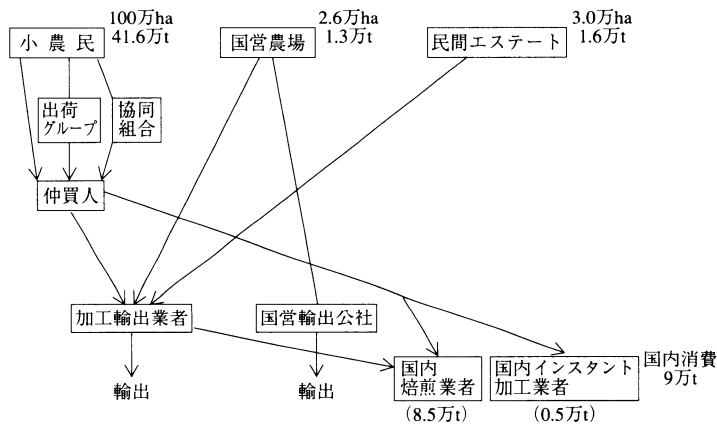 100万ha
41.6万t
小農民
2.6万ha
1.3万t
国営農場
3.0万ha
1.6万t
民間エステート
出荷
グループ
協同
組合
仲買人
加工輸出業者
国営輸出公社
輸出
輸出
国内
焙煎業者
(8.5万t)
国内インスタント
加工業者
(0.5万t)
国内消費
9万t